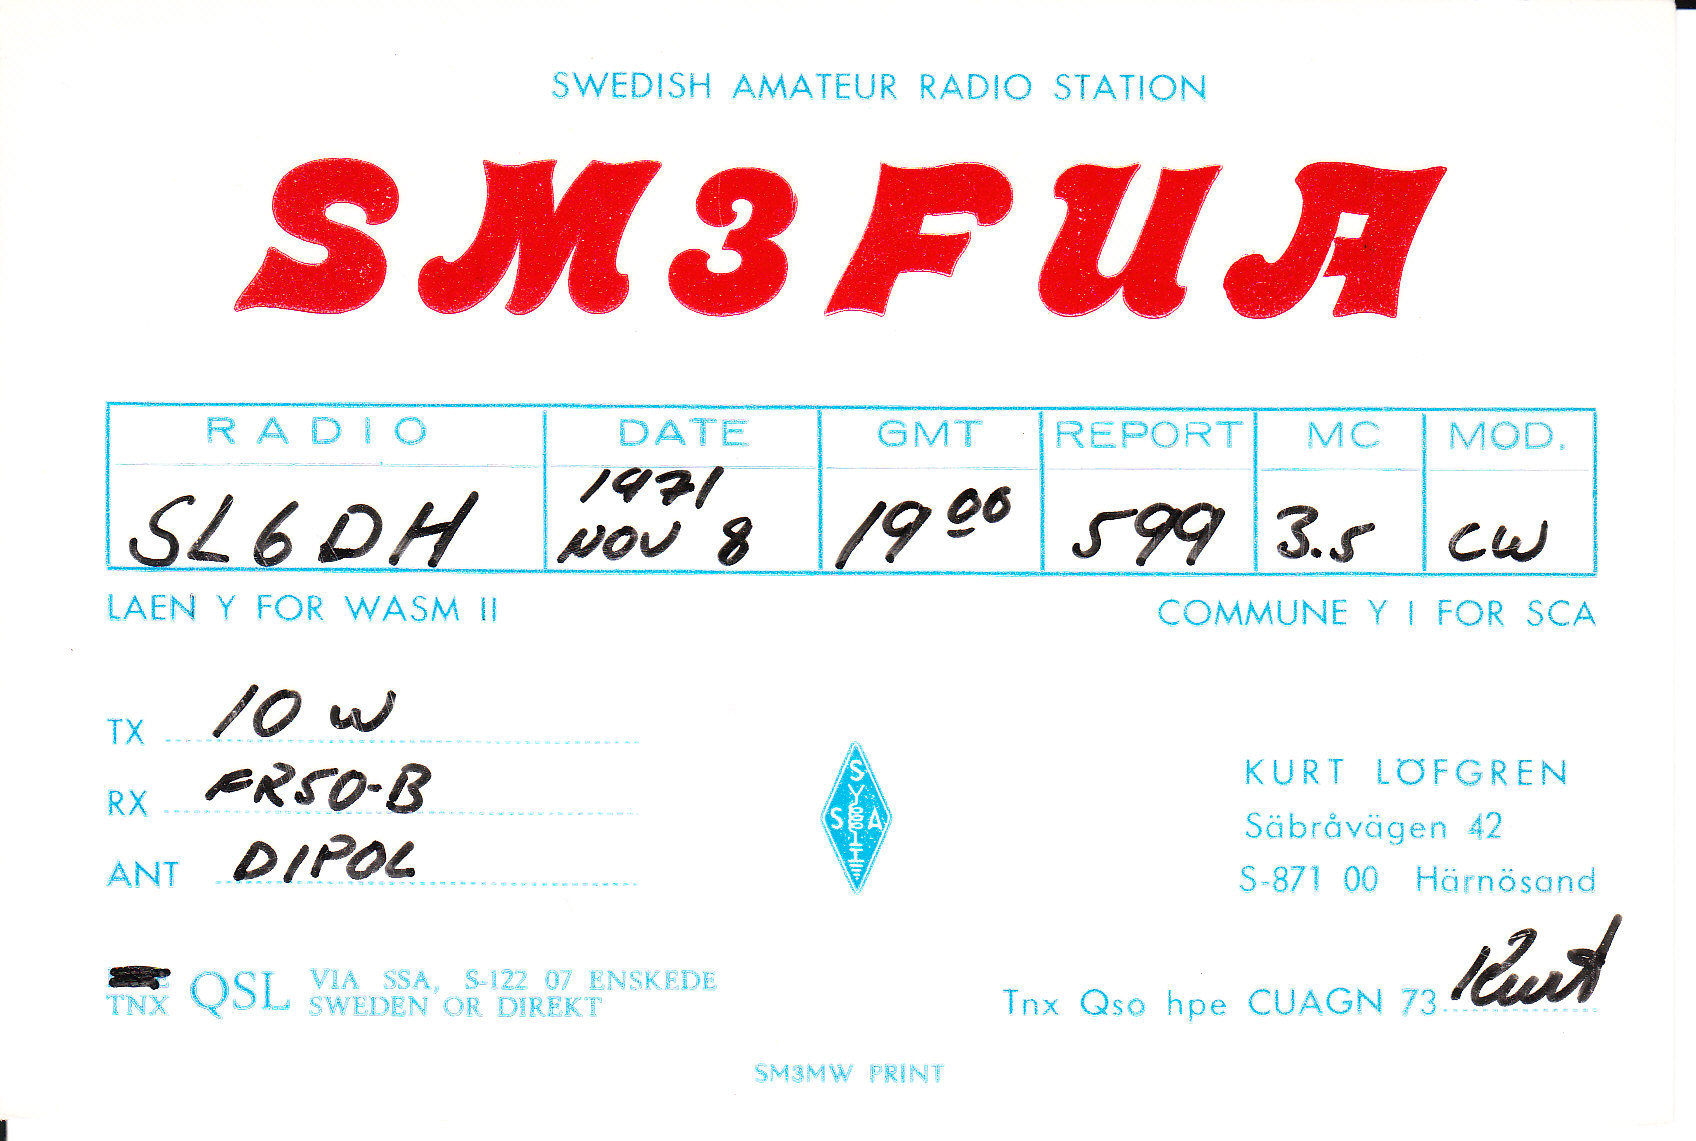 SWEDISH AMATEUR RADIO STATION
SM3FUA
RADIO DATE GMT REPORT MC MOD.
SL6DH 1971 NOV 8 19 00 599 3.5 CW
LAEN Y FOR WASM II COMMUNE Y I FOR SCA
TX 10 W
RX FR50-B
ANT DIPOL
SSA
KURT LÖFGREN
Säbråvägen 42
S-871 00 Härnösand
TNX QSL VIA SSA, S-122 07 ENSKEDE
SWEDEN OR DIREKT
Tnx Qso hpe CUAGN 73 Kurt
SM3MW PRINT